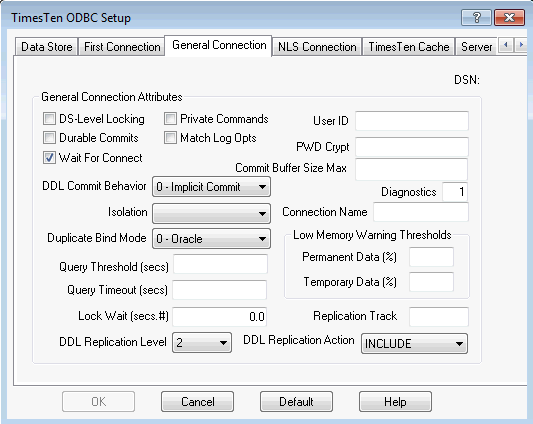 TimesTen ODBC Setup
Data Store First Connection General Connection NLS Connection TimesTen Cache Server
DSN:
General Connection Attributes
DS-Level Locking Private Commands User ID
Durable Commits Match Log Opts PWD Crypt
Wait For Connect Commit Buffer Size Max
DDL Commit Behavior 0 - Implicit Commit Diagnostics 1
Isolation Connection Name
Duplicate Bind Mode 0 - Oracle Low Memory Warning Thresholds
Query Threshold (secs) Permanent Data (%)
Query Timeout (secs) Temporary Data (%)
Lock Wait (secs.#) 0.0 Replication Track
DDL Replication Level 2 DDL Replication Action INCLUDE
OK Cancel Default Help